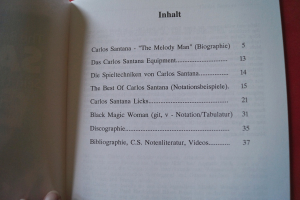 Inhalt
Carlos Santana - "The Melody Man" (Biographie) 5
Das Carlos Santana Equipment................ 13
Die Spieltechniken von Carlos Santana............ 14
The Best Of Carlos Santana (Notationsbeispiele). 15
Carlos Santana Licks......................... 21
Black Magic Woman (git, v - Notation/Tabulatur) 31
Discographie................................. 35
Bibliographie, C.S. Notenliteratur, Videos......... 37